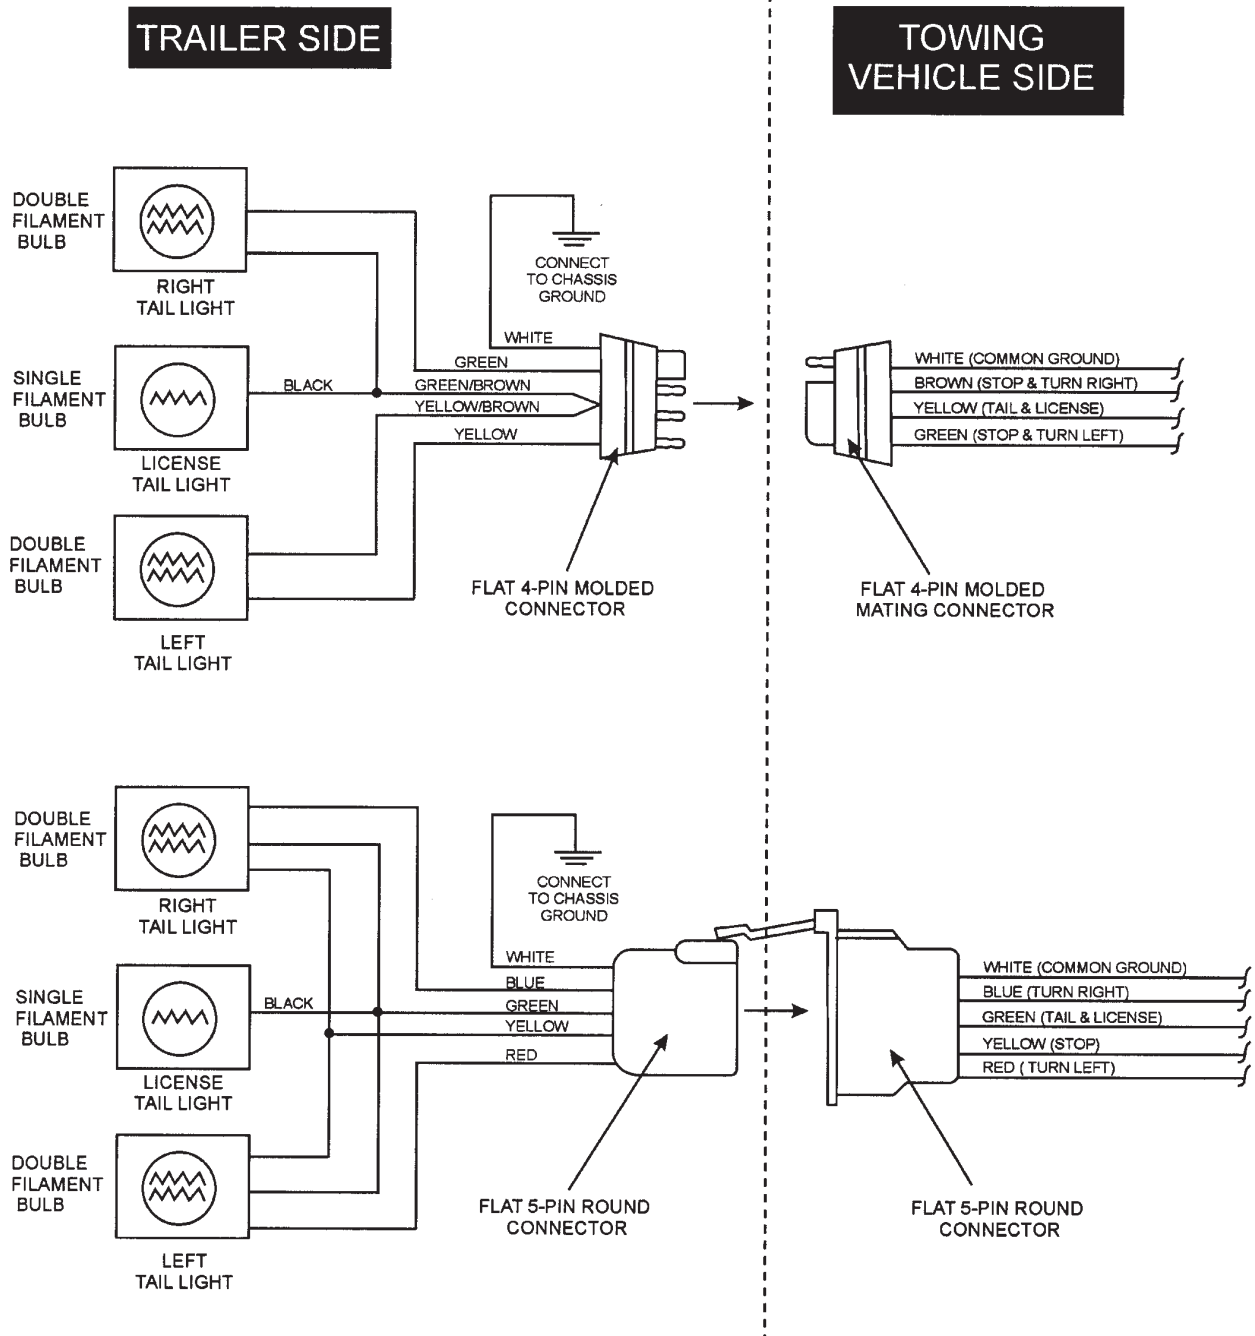 TRAILER SIDE
TOWING
VEHICLE SIDE
DOUBLE
FILAMENT
BULB
RIGHT
TAIL LIGHT
SINGLE
FILAMENT
BULB
BLACK
LICENSE
TAIL LIGHT
DOUBLE
FILAMENT
BULB
LEFT
TAIL LIGHT
CONNECT
TO CHASSIS
GROUND
WHITE
GREEN
GREEN/BROWN
YELLOW/BROWN
YELLOW
FLAT 4-PIN MOLDED
CONNECTOR
WHITE (COMMON GROUND)
BROWN (STOP & TURN RIGHT)
YELLOW (TAIL & LICENSE)
GREEN (STOP & TURN LEFT)
FLAT 4-PIN MOLDED
MATING CONNECTOR
DOUBLE
FILAMENT
BULB
RIGHT
TAIL LIGHT
SINGLE
FILAMENT
BULB
BLACK
LICENSE
TAIL LIGHT
DOUBLE
FILAMENT
BULB
LEFT
TAIL LIGHT
CONNECT
TO CHASSIS
GROUND
WHITE
BLUE
GREEN
YELLOW
RED
FLAT 5-PIN ROUND
CONNECTOR
WHITE (COMMON GROUND)
BLUE (TURN RIGHT)
GREEN (TAIL & LICENSE)
YELLOW (STOP)
RED ( TURN LEFT)
FLAT 5-PIN ROUND
CONNECTOR